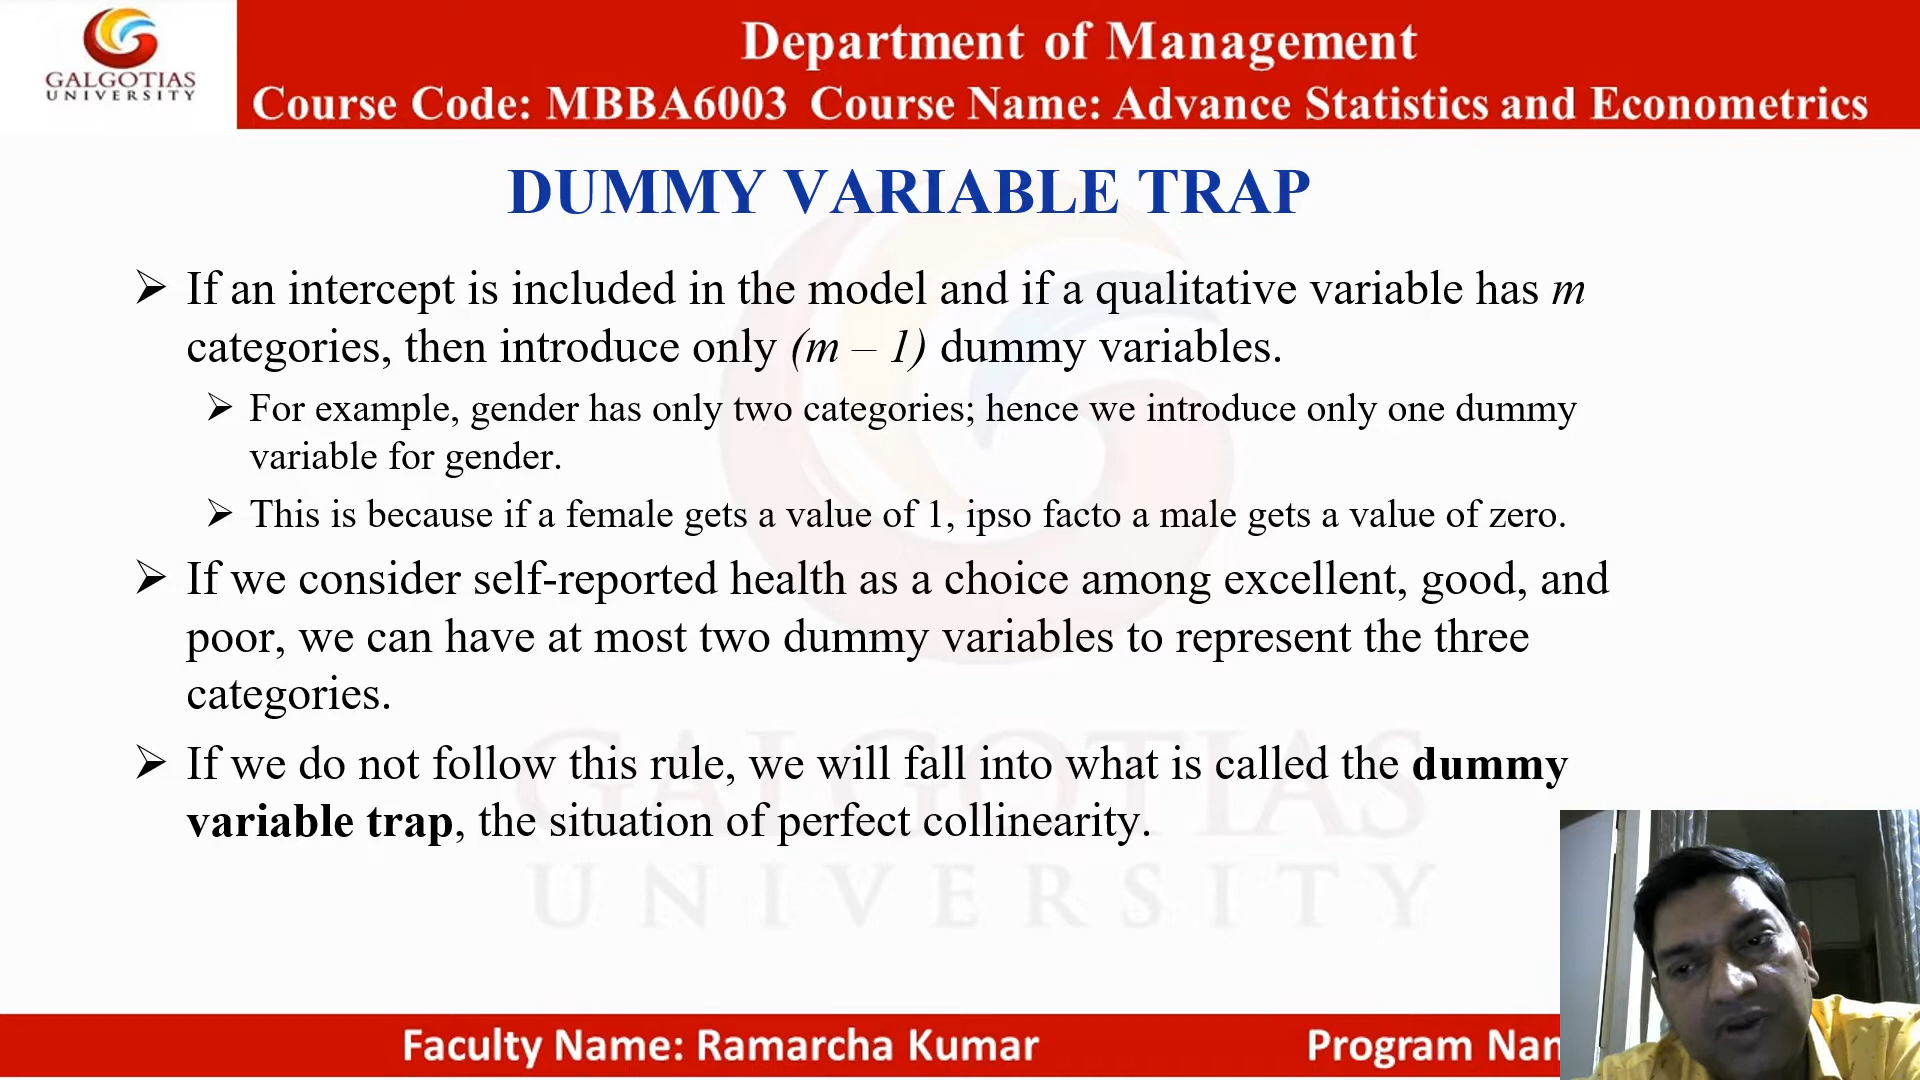 GALGOTIAS
UNIVERSITY
Department of Management
Course Code: MBBA6003 Course Name: Advance Statistics and Econometrics
DUMMY VARIABLE TRAP
If an intercept is included in the model and if a qualitative variable has m
categories, then introduce only (m – 1) dummy variables.
For example, gender has only two categories; hence we introduce only one dummy
variable for gender.
This is because if a female gets a value of 1, ipso facto a male gets a value of zero.
If we consider self-reported health as a choice among excellent, good, and
poor, we can have at most two dummy variables to represent the three
categories.
If we do not follow this rule, we will fall into what is called the dummy
variable trap, the situation of perfect collinearity.
GALGOTIAS
UNIVERSITY
Faculty Name: Ramarcha Kumar
Program